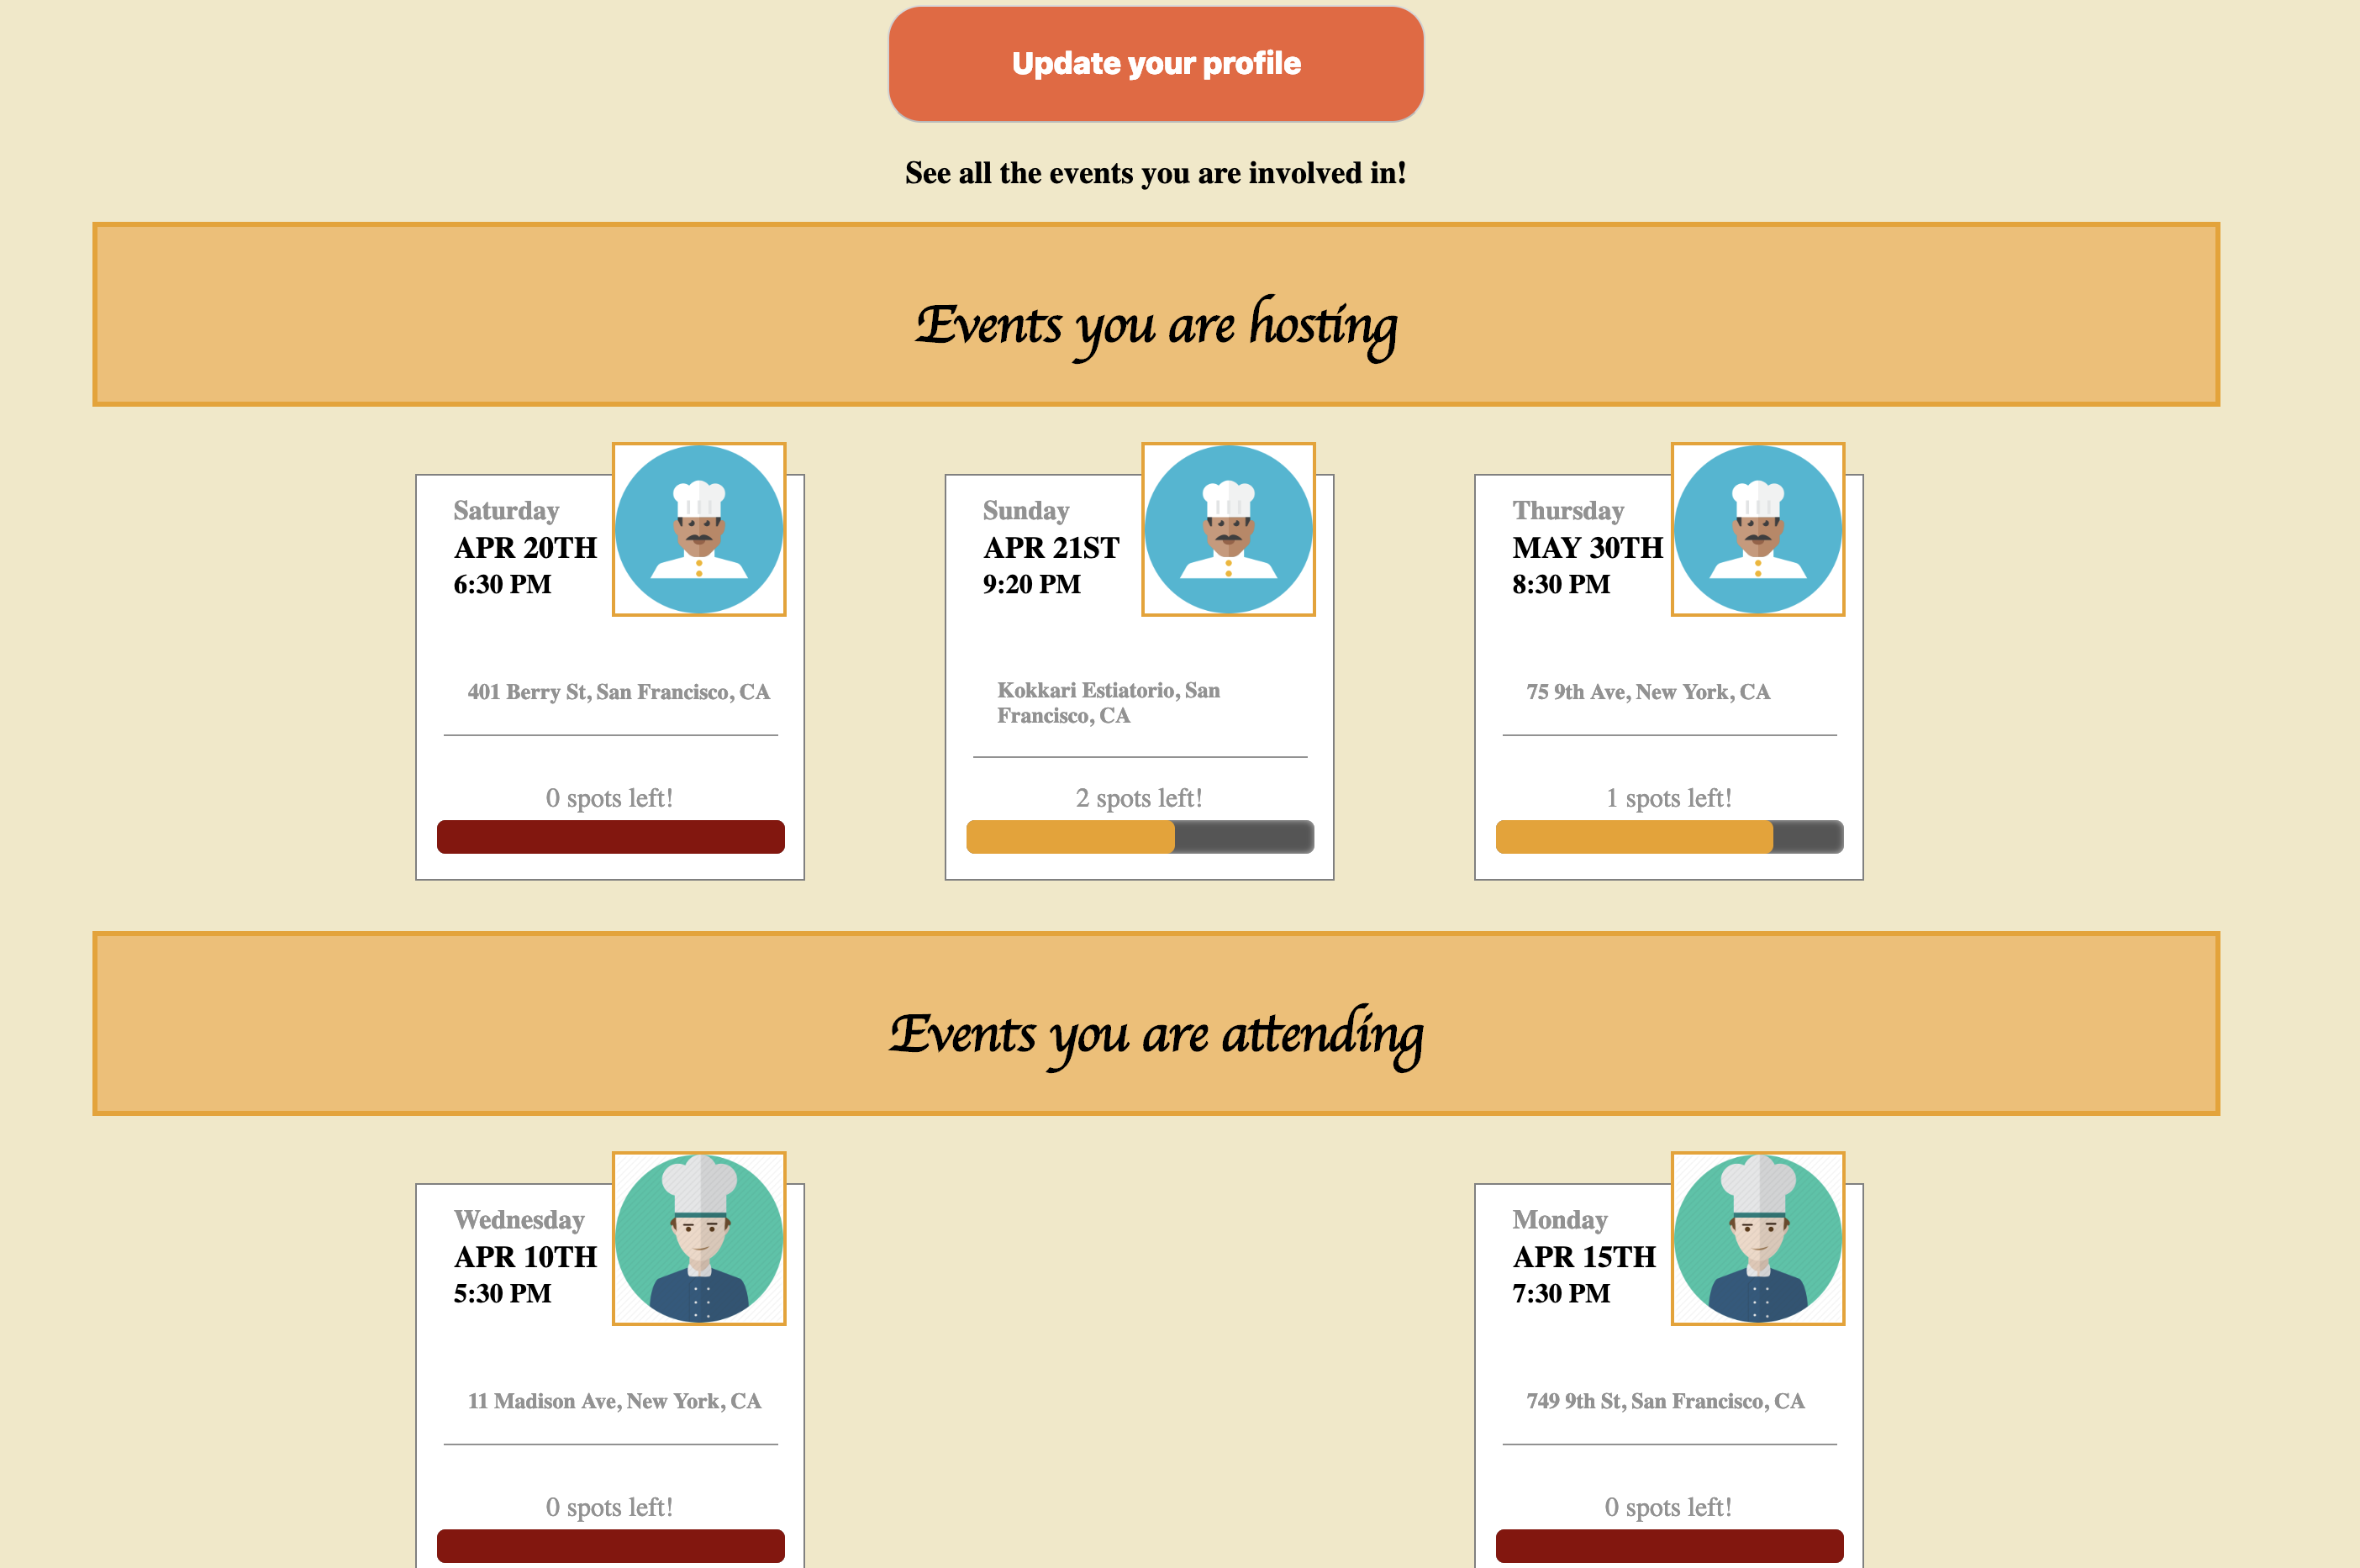 Update your profile
See all the events you are involved in!
Events you are hosting
Saturday
APR 20TH
6:30 PM
401 Berry St, San Francisco, CA
0 spots left!
Sunday
APR 21ST
9:20 PM
Kokkari Estiatorio, San
Francisco, CA
2 spots left!
Thursday
MAY 30TH
8:30 PM
75 9th Ave, New York, CA
1 spots left!
Events you are attending
Wednesday
APR 10TH
5:30 PM
11 Madison Ave, New York, CA
0 spots left!
Monday
APR 15TH
7:30 PM
749 9th St, San Francisco, CA
0 spots left!